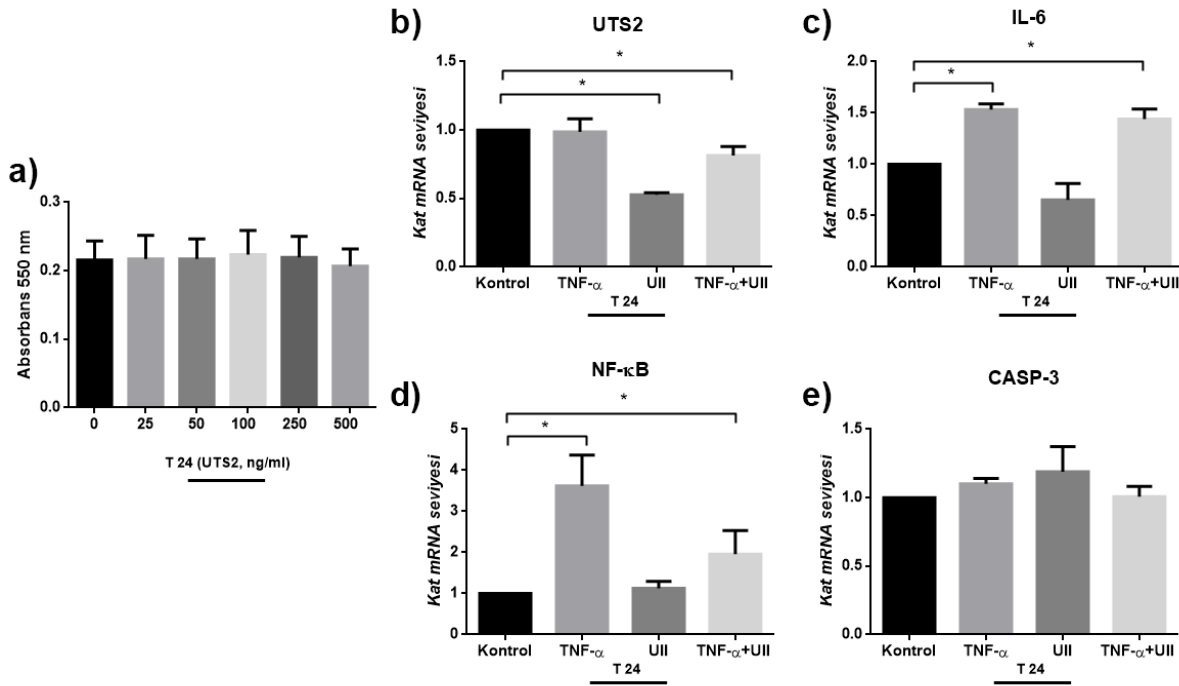 a)
Absorbans 550 nm
0.3
0.2
0.1
0.0
0 25 50 100 250 500
T 24 (UTS2, ng/ml)
b)
UTS2
Kat mRNA seviyesi
1.5
1.0
0.5
0.0
*
*
Kontrol TNF-α UII TNF-α+UII
T 24
c)
IL-6
Kat mRNA seviyesi
2.0
1.5
1.0
0.5
0.0
*
*
Kontrol TNF-α UII TNF-α+UII
T 24
d)
NF-κB
Kat mRNA seviyesi
5
4
3
2
1
0
*
*
Kontrol TNF-α UII TNF-α+UII
T 24
e)
CASP-3
Kat mRNA seviyesi
1.5
1.0
0.5
0.0
Kontrol TNF-α UII TNF-α+UII
T 24